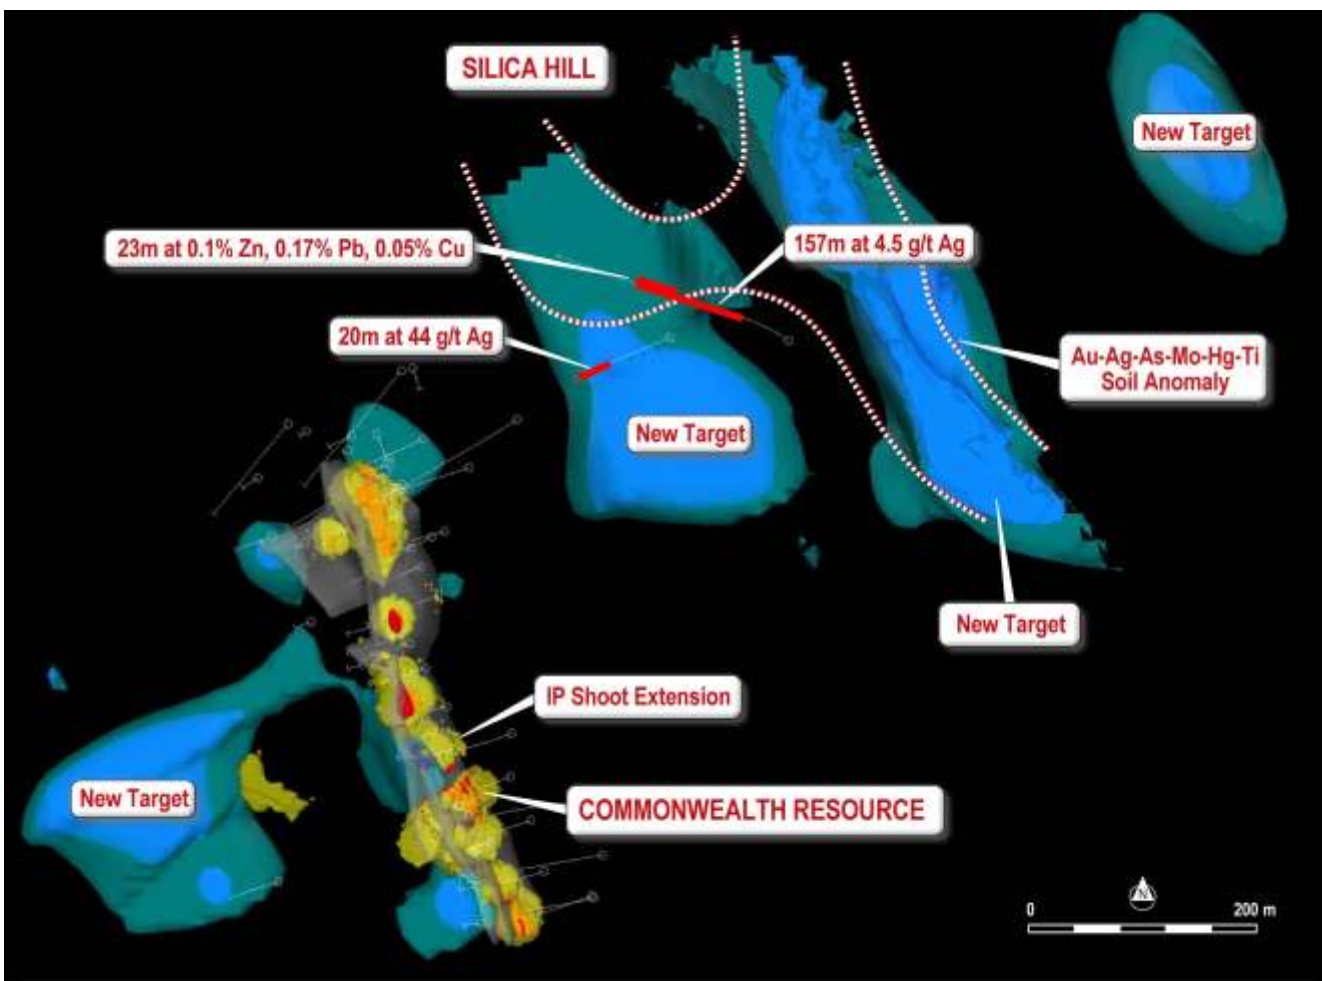 SILICA HILL
New Target
23m at 0.1% Zn, 0.17% Pb, 0.05% Cu
157m at 4.5 g/t Ag
20m at 44 g/t Ag
Au-Ag-As-Mo-Hg-Ti
Soil Anomaly
New Target
New Target
IP Shoot Extension
New Target
COMMONWEALTH RESOURCE
0
200 m